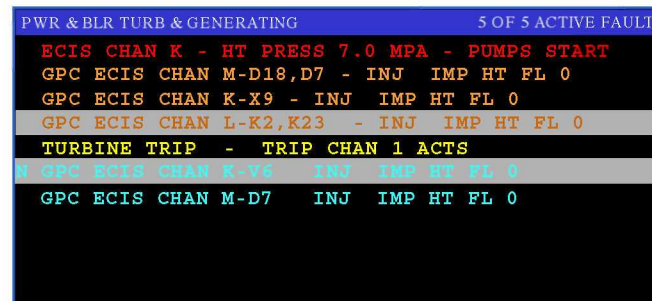 PWR & BLR TURB & GENERATING 5 OF 5 ACTIVE FAULT
ECIS CHAN K - HT PRESS 7.0 MPA - PUMPS START
GPC ECIS CHAN M-D18,D7 - INJ IMP HT FL 0
GPC ECIS CHAN K-X9 - INJ IMP HT FL 0
GPC ECIS CHAN L-K2,K23 - INJ IMP HT FL 0
TURBINE TRIP - TRIP CHAN 1 ACTS
N GPC ECIS CHAN K-V6 INJ IMP HT FL 0
GPC ECIS CHAN M-D7 INJ IMP HT FL 0